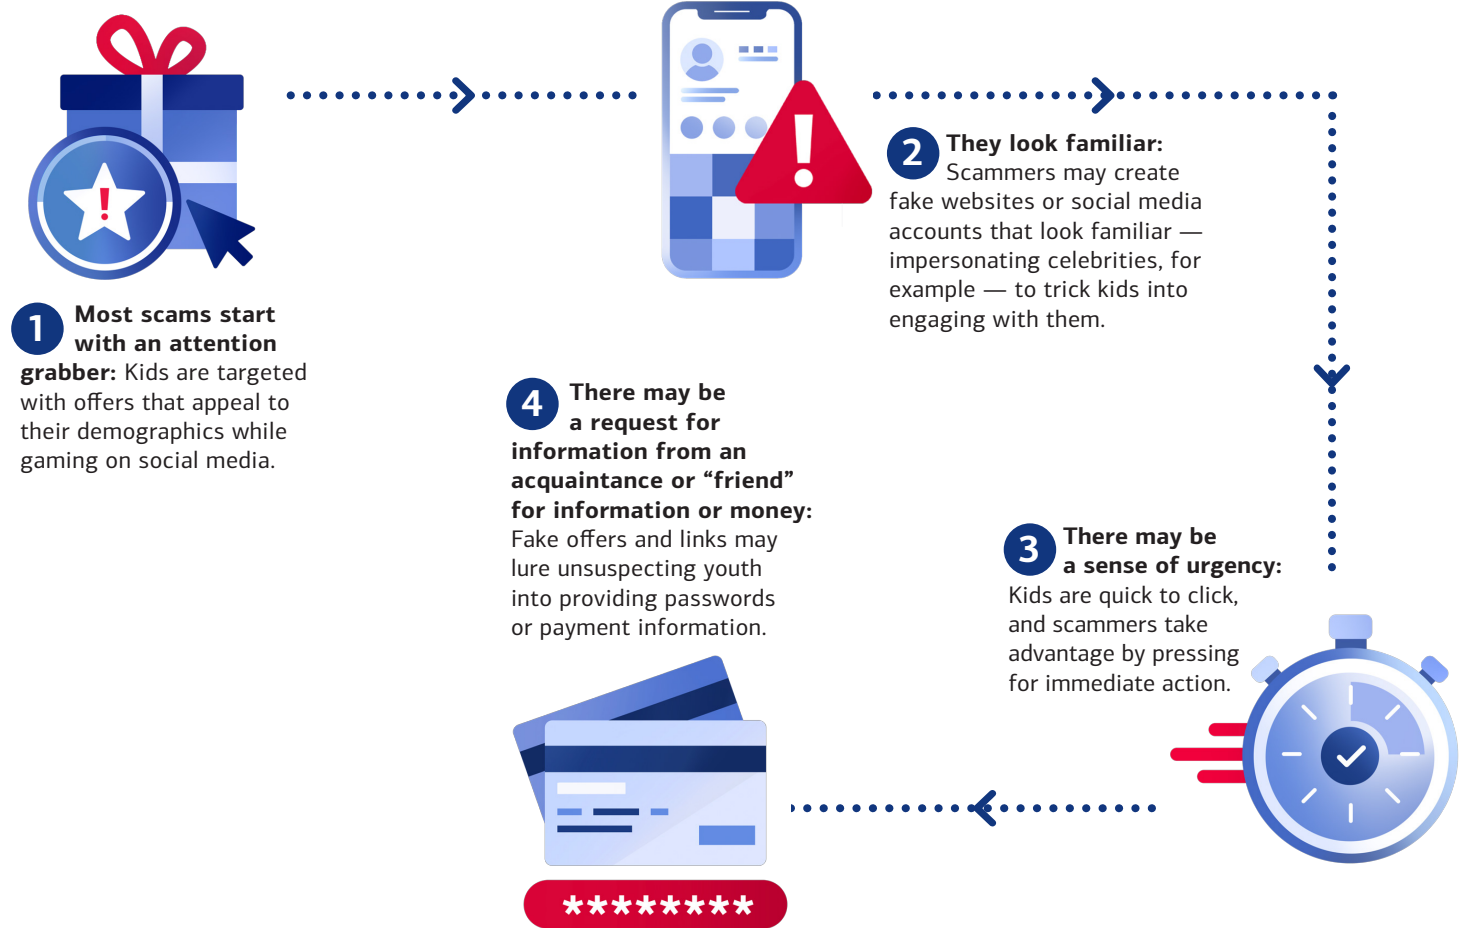 1 Most scams start
with an attention
grabber: Kids are targeted
with offers that appeal to
their demographics while
gaming on social media.
2 They look familiar:
Scammers may create
fake websites or social media
accounts that look familiar —
impersonating celebrities, for
example — to trick kids into
engaging with them.
3 There may be
a sense of urgency:
Kids are quick to click,
and scammers take
advantage by pressing
for immediate action.
4 There may be
a request for
information from an
acquaintance or “friend”
for information or money:
Fake offers and links may
lure unsuspecting youth
into providing passwords
or payment information.
********